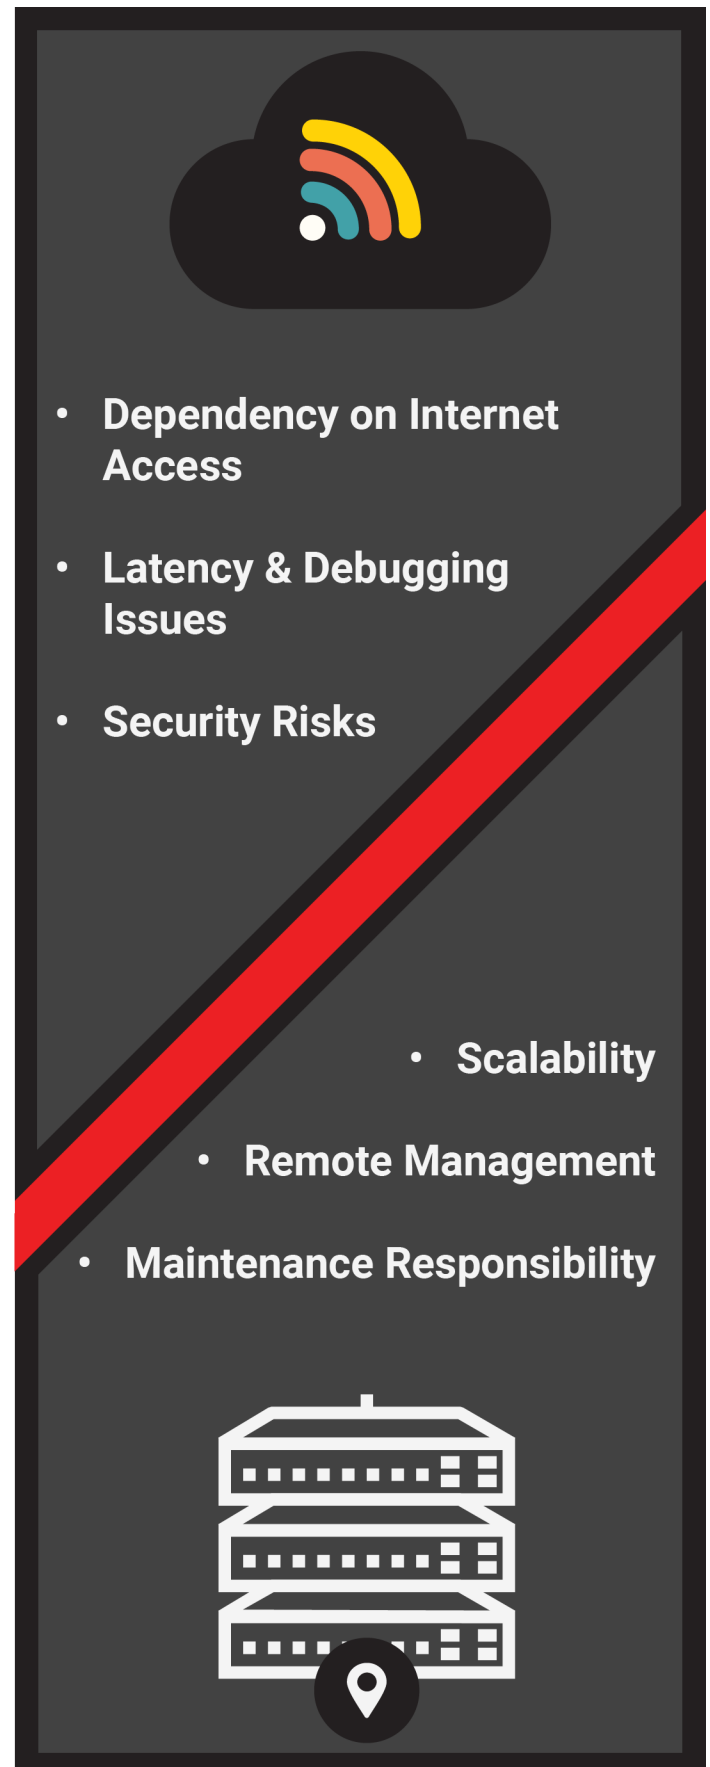 • Dependency on Internet
Access
• Latency & Debugging
Issues
• Security Risks
• Scalability
• Remote Management
• Maintenance Responsibility